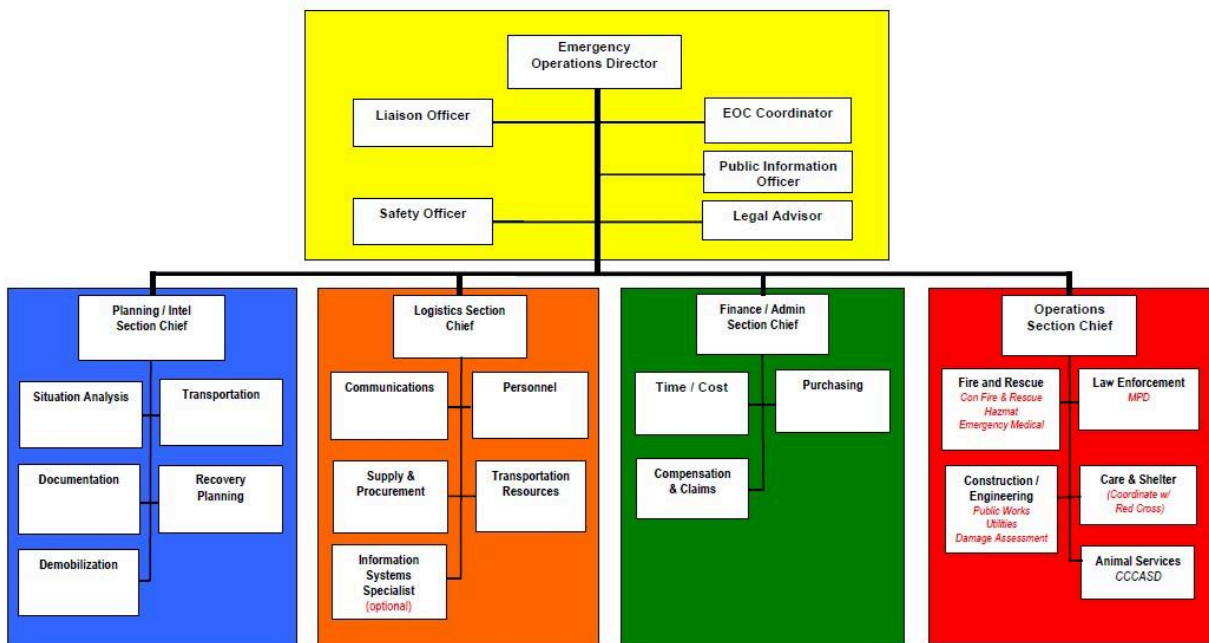 Emergency
Operations Director
Liaison Officer
EOC Coordinator
Public Information
Officer
Safety Officer
Legal Advisor
Planning / Intel
Section Chief
Situation Analysis
Transportation
Documentation
Recovery
Planning
Demobilization
Logistics Section
Chief
Communications
Personnel
Supply &
Procurement
Transportation
Resources
Information
Systems
Specialist
(optional)
Finance / Admin
Section Chief
Time / Cost
Purchasing
Compensation
& Claims
Operations
Section Chief
Fire and Rescue
Con Fire & Rescue
Hazmat
Emergency Medical
Law Enforcement
MPD
Construction /
Engineering
Public Works
Utilities
Damage Assessment
Care & Shelter
(Coordinate w/
Red Cross)
Animal Services
CCCASD